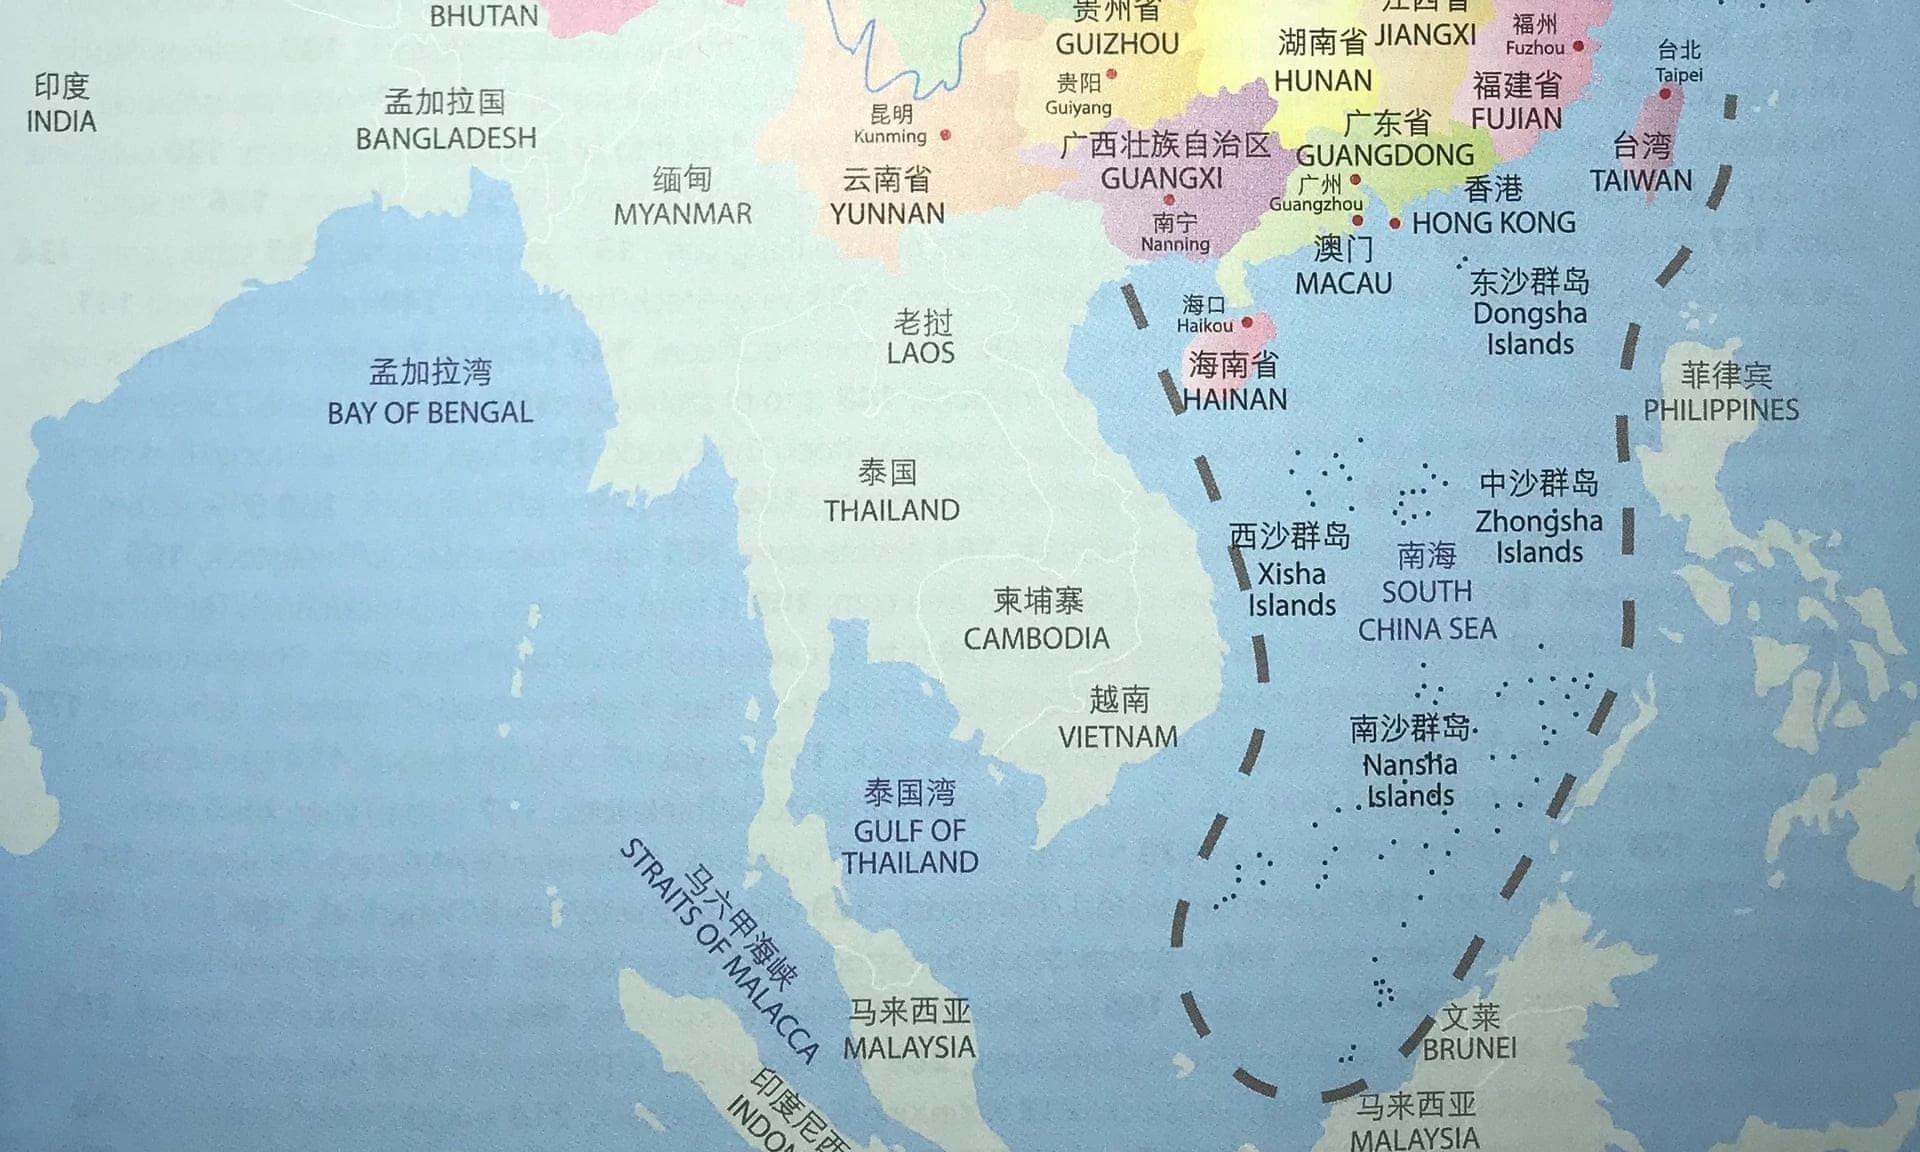 BHUTAN
贵州省
GUIZHOU
贵阳
Guiyang
湖南省
HUNAN
江西省
JIANGXI
福州
Fuzhou
福建省
FUJIAN
台北
Taipei
台湾
TAIWAN
印度
INDIA
孟加拉国
BANGLADESH
缅甸
MYANMAR
昆明
Kunming
云南省
YUNNAN
广西壮族自治区
GUANGXI
南宁
Nanning
广东省
GUANGDONG
广州
Guangzhou
香港
HONG KONG
澳门
MACAU
东沙群岛
Dongsha
Islands
海口
Haikou
海南省
HAINAN
老挝
LAOS
孟加拉湾
BAY OF BENGAL
菲律宾
PHILIPPINES
泰国
THAILAND
中沙群岛
Zhongsha
Islands
西沙群岛
Xisha
Islands
南海
SOUTH
CHINA SEA
柬埔寨
CAMBODIA
越南
VIETNAM
南沙群岛
Nansha
Islands
泰国湾
GULF OF
THAILAND
马六甲海峡
STRAITS OF MALACCA
马来西亚
MALAYSIA
文莱
BRUNEI
印度尼西
INDON
马来西亚
MALAYSIA